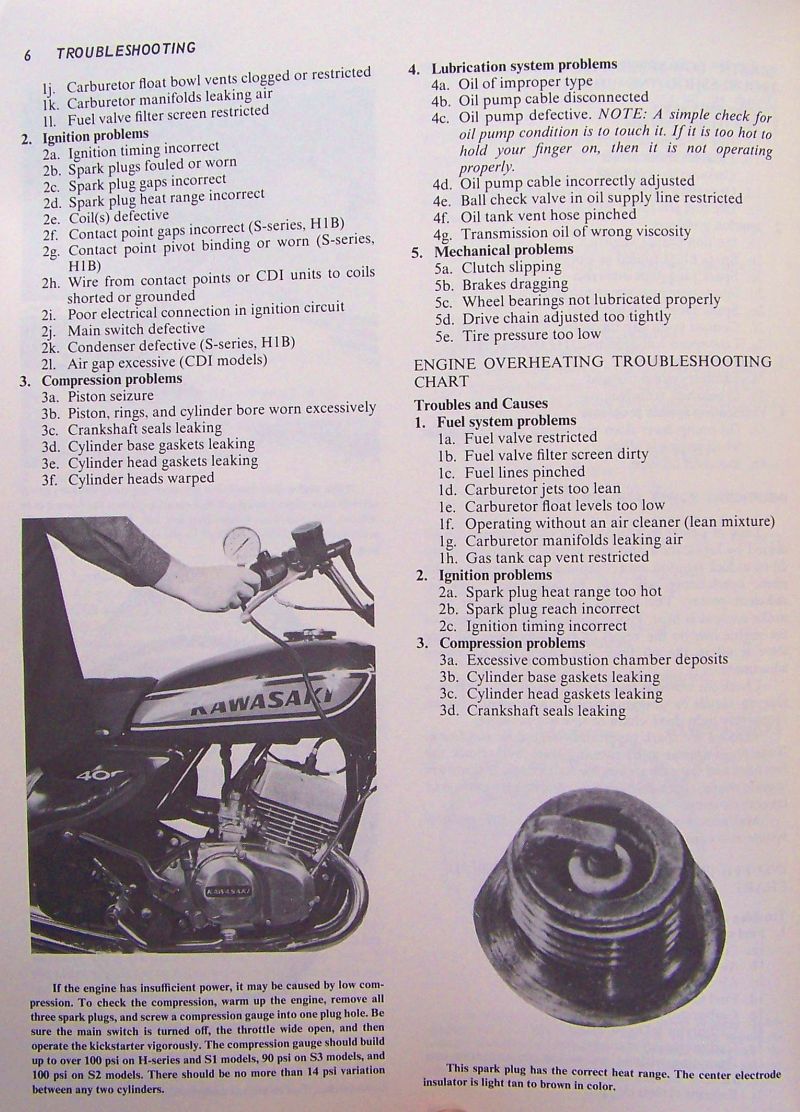 6 TROUBLESHOOTING
1j. Carburetor float bowl vents clogged or restricted
1k. Carburetor manifolds leaking air
1l. Fuel valve filter screen restricted
2. Ignition problems
2a. Ignition timing incorrect
2b. Spark plugs fouled or worn
2c. Spark plug gaps incorrect
2d. Spark plug heat range incorrect
2e. Coil(s) defective
2f. Contact point gaps incorrect (S-series, H1B)
2g. Contact point pivot binding or worn (S-series,
H1B)
2h. Wire from contact points or CDI units to coils
shorted or grounded
2i. Poor electrical connection in ignition circuit
2j. Main switch defective
2k. Condenser defective (S-series, H1B)
2l. Air gap excessive (CDI models)
3. Compression problems
3a. Piston seizure
3b. Piston, rings, and cylinder bore worn excessively
3c. Crankshaft seals leaking
3d. Cylinder base gaskets leaking
3e. Cylinder head gaskets leaking
3f. Cylinder heads warped
KAWASAKI
400
KAWASAKI
If the engine has insufficient power, it may be caused by low com-
pression. To check the compression, warm up the engine, remove all
three spark plugs, and screw a compression gauge into one plug hole. Be
sure the main switch is turned off, the throttle wide open, and then
operate the kickstarter vigorously. The compression gauge should build
up to over 100 psi on H-series and S1 models, 90 psi on S3 models, and
100 psi on S2 models. There should be no more than 14 psi variation
between any two cylinders.
4. Lubrication system problems
4a. Oil of improper type
4b. Oil pump cable disconnected
4c. Oil pump defective. NOTE: A simple check for
oil pump condition is to touch it. If it is too hot to
hold your finger on, then it is not operating
properly.
4d. Oil pump cable incorrectly adjusted
4e. Ball check valve in oil supply line restricted
4f. Oil tank vent hose pinched
4g. Transmission oil of wrong viscosity
5. Mechanical problems
5a. Clutch slipping
5b. Brakes dragging
5c. Wheel bearings not lubricated properly
5d. Drive chain adjusted too tightly
5e. Tire pressure too low
ENGINE OVERHEATING TROUBLESHOOTING
CHART
Troubles and Causes
1. Fuel system problems
1a. Fuel valve restricted
1b. Fuel valve filter screen dirty
1c. Fuel lines pinched
1d. Carburetor jets too lean
1e. Carburetor float levels too low
1f. Operating without an air cleaner (lean mixture)
1g. Carburetor manifolds leaking air
1h. Gas tank cap vent restricted
2. Ignition problems
2a. Spark plug heat range too hot
2b. Spark plug reach incorrect
2c. Ignition timing incorrect
3. Compression problems
3a. Excessive combustion chamber deposits
3b. Cylinder base gaskets leaking
3c. Cylinder head gaskets leaking
3d. Crankshaft seals leaking
This spark plug has the correct heat range. The center electrode
insulator is light tan to brown in color.